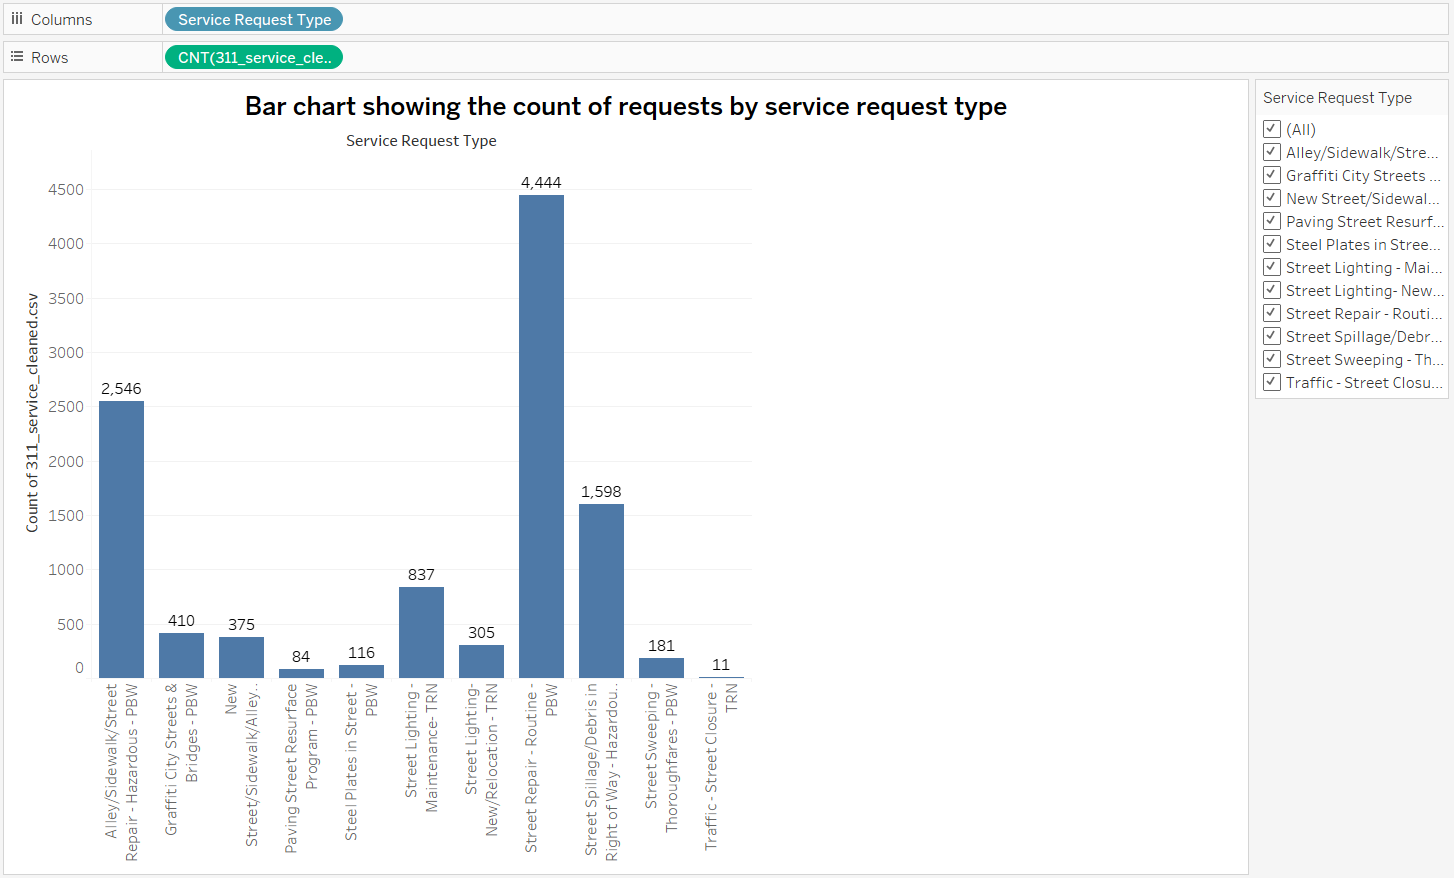 Columns
Service Request Type
Rows
CNT(311_service_cle..
Bar chart showing the count of requests by service request type
Service Request Type
Count of 311_service_cleaned.csv
4500
4000
3500
3000
2500
2000
1500
1000
500
0
2,546
410
375
84
116
837
305
4,444
1,598
181
11
Alley/Sidewalk/Street
Repair - Hazardous - PBW
Graffiti City Streets &
Bridges - PBW
New
Street/Sidewalk/Alley..
Paving Street Resurface
Program - PBW
Steel Plates in Street -
PBW
Street Lighting -
Maintenance- TRN
Street Lighting-
New/Relocation - TRN
Street Repair - Routine -
PBW
Street Spillage/Debris in
Right of Way - Hazardou..
Street Sweeping -
Thoroughfares - PBW
Traffic - Street Closure -
TRN
Service Request Type
(All)
Alley/Sidewalk/Stre...
Graffiti City Streets ...
New Street/Sidewal...
Paving Street Resurf...
Steel Plates in Stree...
Street Lighting - Mai...
Street Lighting- New...
Street Repair - Routi...
Street Spillage/Debr...
Street Sweeping - Th...
Traffic - Street Closu...